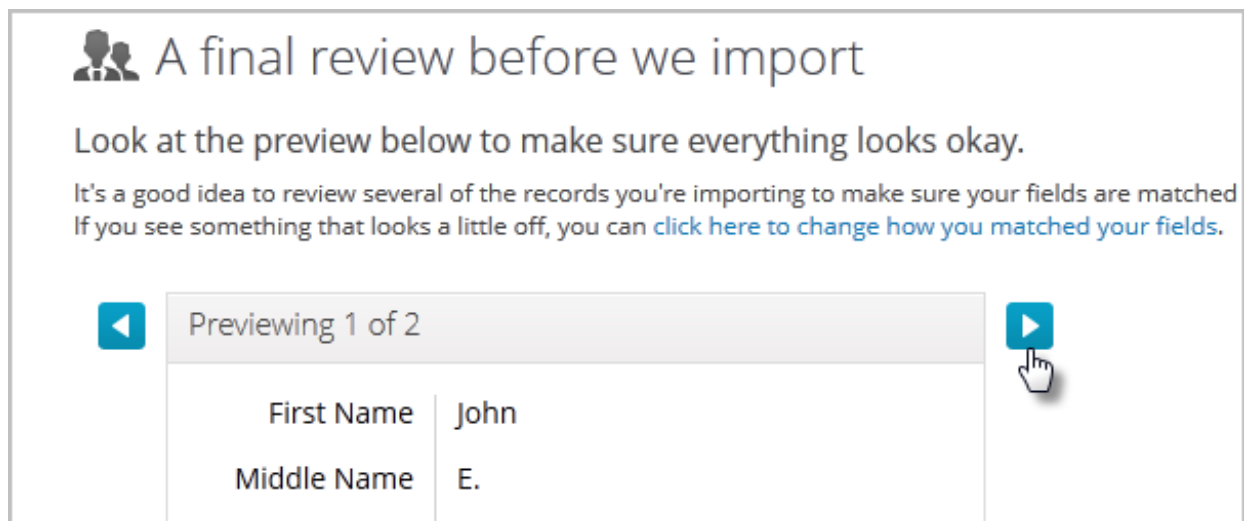 A final review before we import
Look at the preview below to make sure everything looks okay.
It's a good idea to review several of the records you're importing to make sure your fields are matched
If you see something that looks a little off, you can click here to change how you matched your fields.
Previewing 1 of 2
First Name John
Middle Name E.